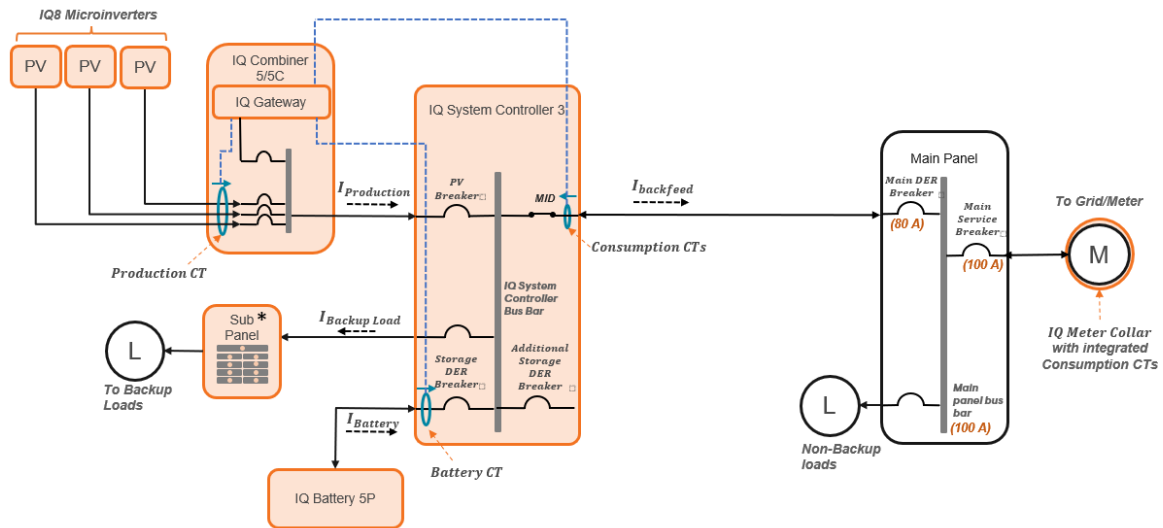 IQ8 Microinverters
PV
PV
PV
IQ Combiner
5/5C
IQ Gateway
IQ System Controller 3
Main Panel
I_Production
PV
Breaker□
MID
I_backfeed
Main DER
Breaker □
(80 A)
Main
Service
Breaker□
(100 A)
To Grid/Meter
M
Production CT
Consumption CTs
IQ System
Controller
Bus Bar
IQ Meter Collar
with integrated
Consumption CTs
Sub *
Panel
I_Backup Load
L
To Backup
Loads
Storage
DER
Breaker□
Additional
Storage
DER
Breaker □
I_Battery
Battery CT
IQ Battery 5P
L
Non-Backup
loads
Main
panel bus
bar
(100 A)